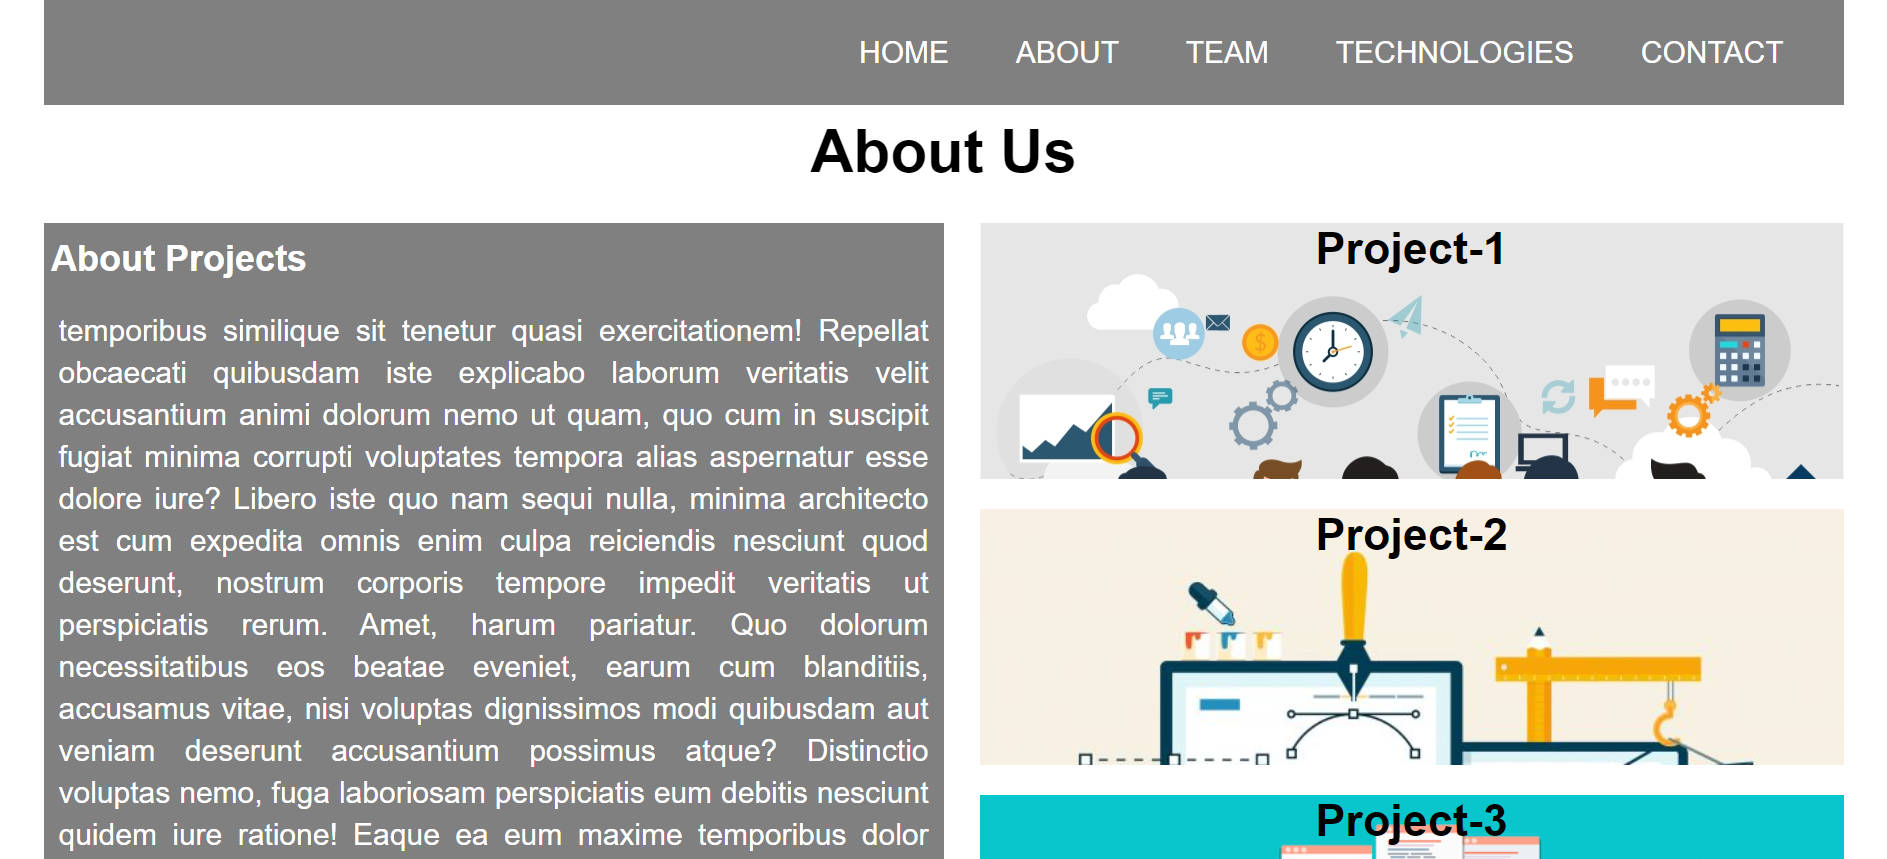 HOME ABOUT TEAM TECHNOLOGIES CONTACT
About Us
About Projects
temporibus similique sit tenetur quasi exercitationem! Repellat
obcaecati quibusdam iste explicabo laborum veritatis velit
accusantium animi dolorum nemo ut quam, quo cum in suscipit
fugiat minima corrupti voluptates tempora alias aspernatur esse
dolore iure? Libero iste quo nam sequi nulla, minima architecto
est cum expedita omnis enim culpa reiciendis nesciunt quod
deserunt, nostrum corporis tempore impedit veritatis ut
perspiciatis rerum. Amet, harum pariatur. Quo dolorum
necessitatibus eos beatae eveniet, earum cum blanditiis,
accusamus vitae, nisi voluptas dignissimos modi quibusdam aut
veniam deserunt accusantium possimus atque? Distinctio
voluptas nemo, fuga laboriosam perspiciatis eum debitis nesciunt
quidem iure ratione! Eaque ea eum maxime temporibus dolor
Project-1
$
Project-2
Project-3